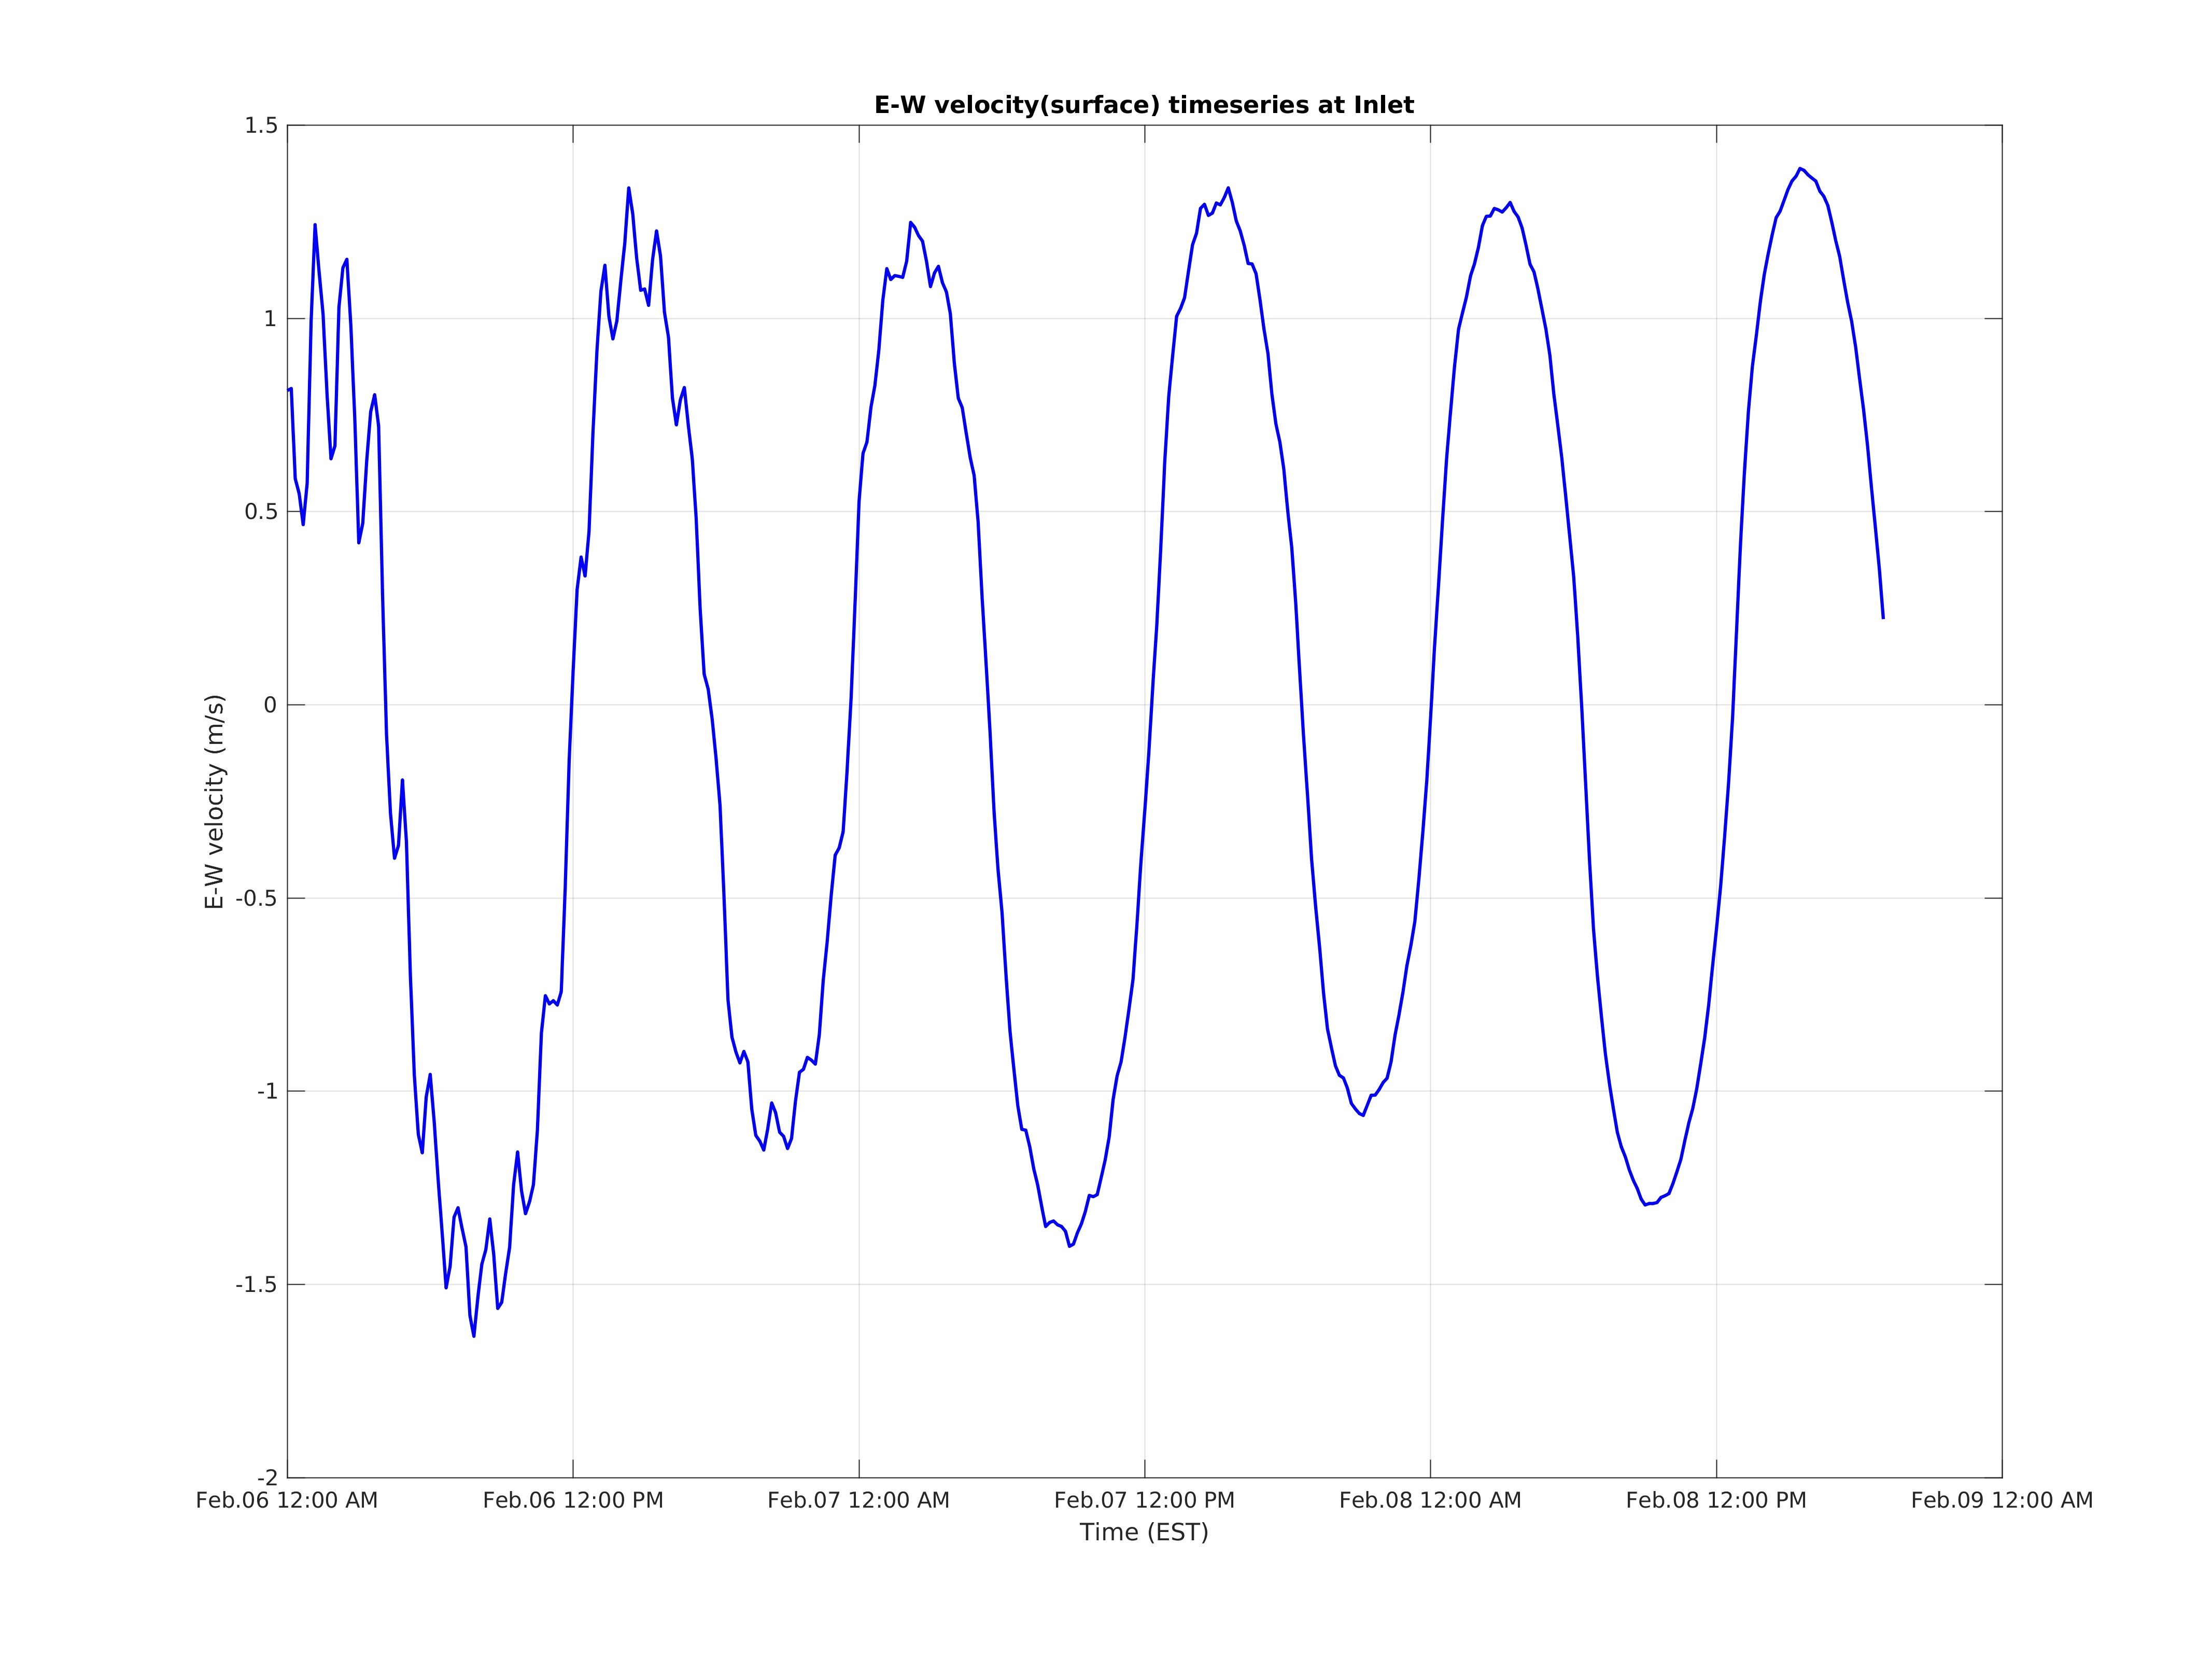 E-W velocity(surface) timeseries at Inlet
1.5
1
0.5
0
-0.5
-1
-1.5
-2
E-W velocity (m/s)
Feb.06 12:00 AM Feb.06 12:00 PM Feb.07 12:00 AM Feb.07 12:00 PM Feb.08 12:00 AM Feb.08 12:00 PM Feb.09 12:00 AM
Time (EST)